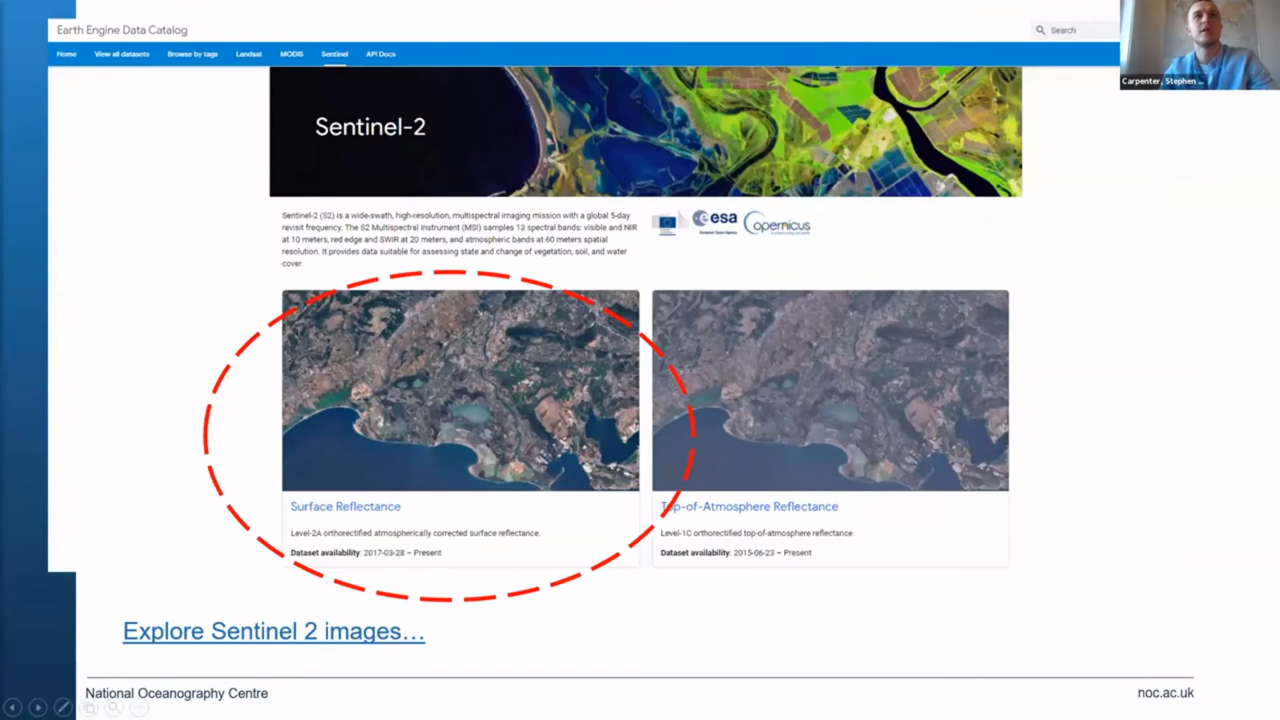 Earth Engine Data Catalog
Search
Home View all datasets Browse by tags Landsat MODIS Sentinel API Docs
Carpenter, Stephen ...
Sentinel-2
Sentinel-2 (S2) is a wide-swath, high-resolution, multispectral imaging mission with a global 5-day
revisit frequency. The S2 Multispectral Instrument (MSI) samples 13 spectral bands: visible and NIR
at 10 meters, red edge and SWIR at 20 meters, and atmospheric bands at 60 meters spatial
resolution. It provides data suitable for assessing state and change of vegetation, soil, and water
cover.
esa
opernicus
Surface Reflectance
Level-2A orthorectified atmospherically corrected surface reflectance.
Dataset availability: 2017-03-28 – Present
Top-of-Atmosphere Reflectance
Level-1C orthorectified top-of-atmosphere reflectance.
Dataset availability: 2015-06-23 – Present
Explore Sentinel 2 images...
National Oceanography Centre
noc.ac.uk